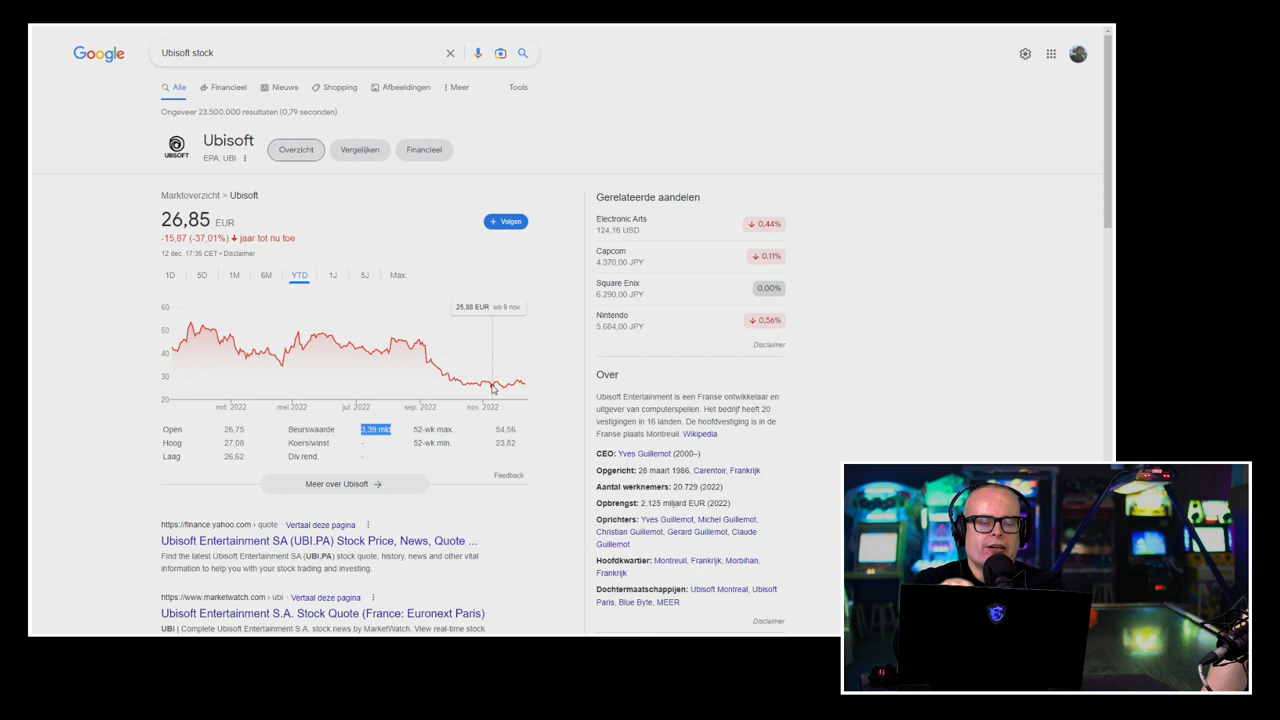 Google
Ubisoft stock
Alle Financieel Nieuws Shopping Afbeeldingen Meer Tools
Ongeveer 23.500.000 resultaten (0,79 seconden)
UBISOFT
Ubisoft
EPA: UBI
Overzicht Vergelijken Financieel
Marktoverzicht > Ubisoft
26,85 EUR
+ Volgen
-15,87 (-37,01%) jaar tot nu toe
12 dec. 17:35 CET • Disclaimer
1D 5D 1M 6M YTD 1J 5J Max.
25,88 EUR wo 9 nov.
60
50
40
30
20
mrt. 2022 mei 2022 jul. 2022 sep. 2022 nov. 2022
Open 26,75 Beurswaarde 3,39 mld. 52-wk max. 54,56
Hoog 27,08 Koers/winst - 52-wk min. 23,82
Laag 26,62 Div.rend. -
Feedback
Meer over Ubisoft
https://finance.yahoo.com › quote · Vertaal deze pagina
Ubisoft Entertainment SA (UBI.PA) Stock Price, News, Quote ...
Find the latest Ubisoft Entertainment SA (UBI.PA) stock quote, history, news and other vital
information to help you with your stock trading and investing.
https://www.marketwatch.com › ubi · Vertaal deze pagina
Ubisoft Entertainment S.A. Stock Quote (France: Euronext Paris)
UBI | Complete Ubisoft Entertainment S.A. stock news by MarketWatch. View real-time stock
Gerelateerde aandelen
Electronic Arts
124,16 USD
0,44%
Capcom
4.370,00 JPY
0,11%
Square Enix
6.290,00 JPY
0,00%
Nintendo
5.684,00 JPY
0,56%
Disclaimer
Over
Ubisoft Entertainment is een Franse ontwikkelaar en
uitgever van computerspellen. Het bedrijf heeft 20
vestigingen in 16 landen. De hoofdvestiging is in de
Franse plaats Montreuil. Wikipedia
CEO: Yves Guillemot (2000–)
Opgericht: 28 maart 1986, Carentoir, Frankrijk
Aantal werknemers: 20.729 (2022)
Opbrengst: 2,125 miljard EUR (2022)
Oprichters: Yves Guillemot, Michel Guillemot,
Christian Guillemot, Gerard Guillemot, Claude
Guillemot
Hoofdkwartier: Montreuil, Frankrijk, Morbihan,
Frankrijk
Dochtermaatschappijen: Ubisoft Montreal, Ubisoft
Paris, Blue Byte, MEER
Disclaimer